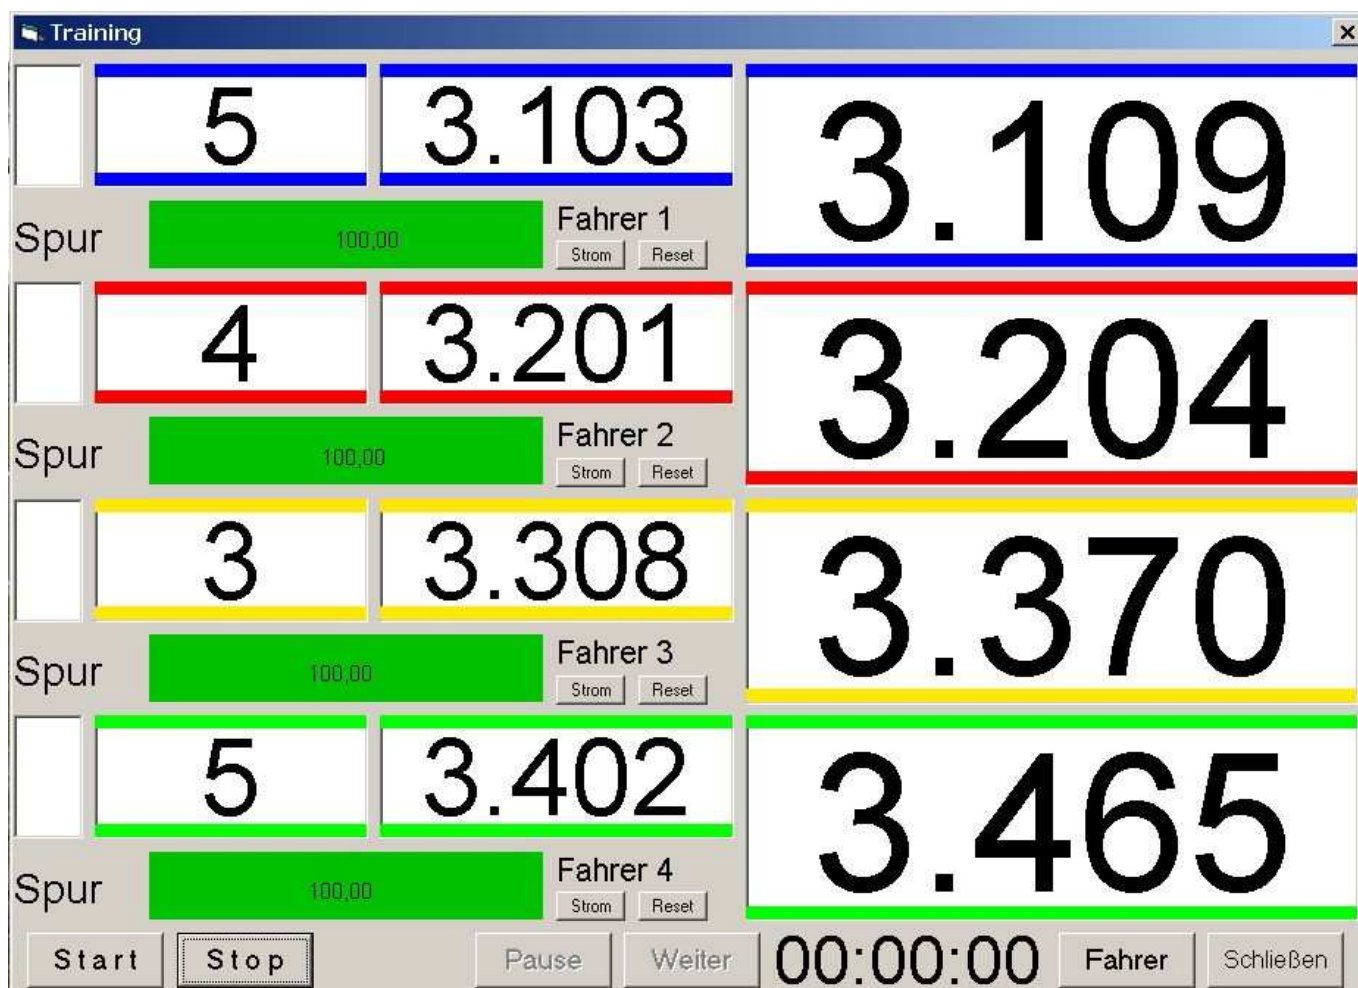 Training
5 3.103 3.109
Spur 100,00 Fahrer 1
Strom Reset
4 3.201 3.204
Spur 100,00 Fahrer 2
Strom Reset
3 3.308 3.370
Spur 100,00 Fahrer 3
Strom Reset
5 3.402 3.465
Spur 100,00 Fahrer 4
Strom Reset
Start Stop Pause Weiter 00:00:00 Fahrer Schließen